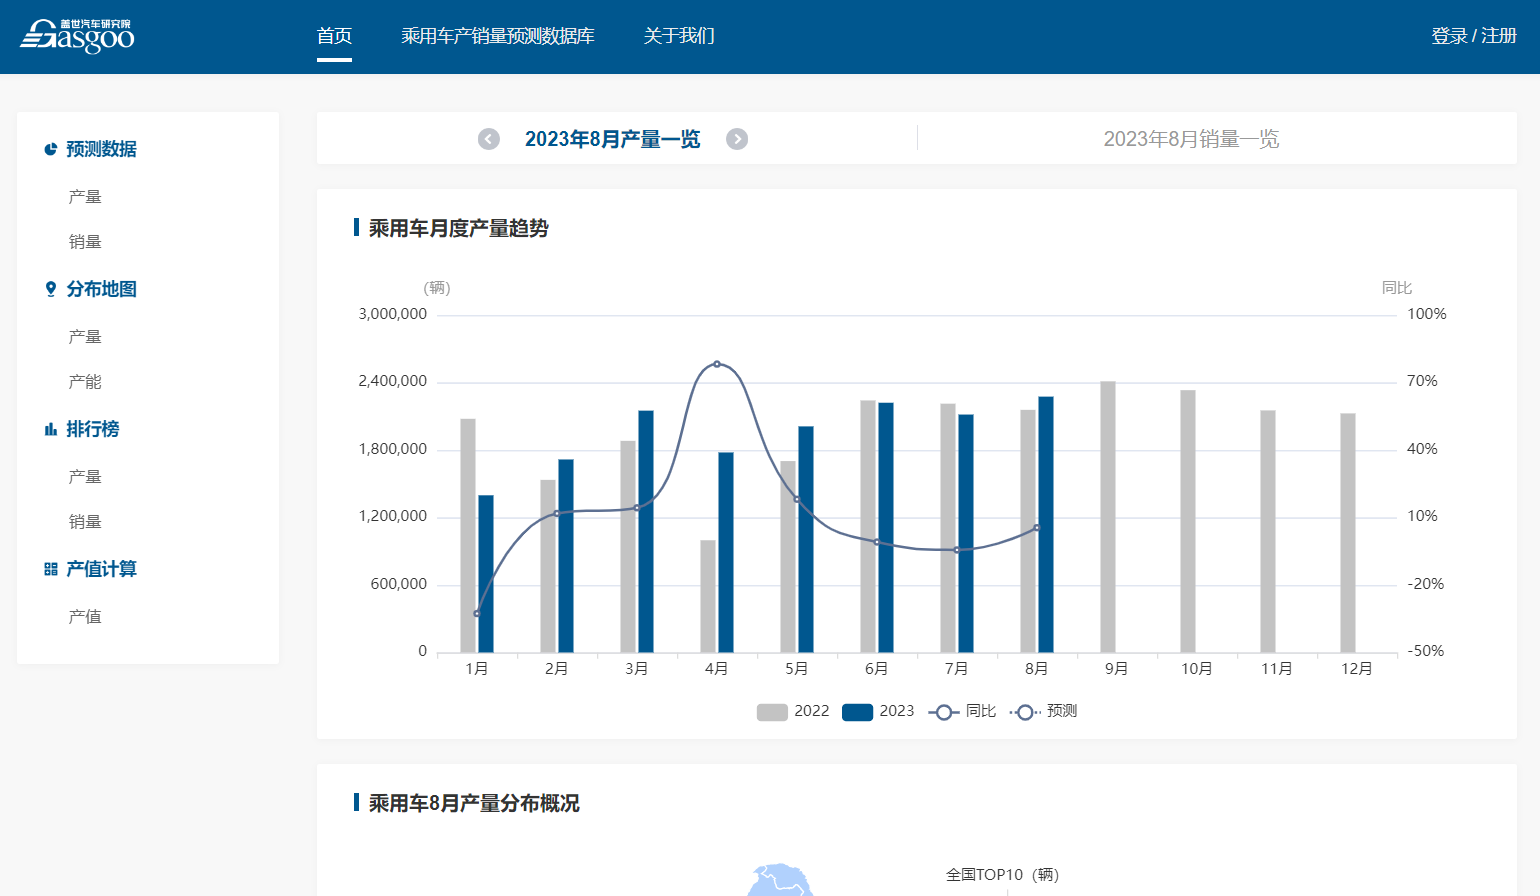 盖世汽车研究院
Gasgoo
首页
乘用车产销量预测数据库
关于我们
登录 / 注册
预测数据
产量
销量
分布地图
产量
产能
排行榜
产量
销量
产值计算
产值
2023年8月产量一览
2023年8月销量一览
乘用车月度产量趋势
(辆)
同比
3,000,000
100%
2,400,000
70%
1,800,000
40%
1,200,000
10%
600,000
-20%
0
-50%
1月 2月 3月 4月 5月 6月 7月 8月 9月 10月 11月 12月
2022 2023 同比 预测
乘用车8月产量分布概况
全国TOP10（辆）